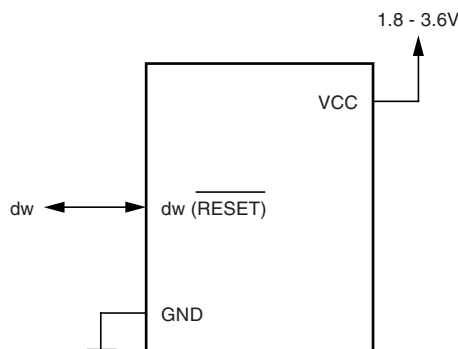 1.8 - 3.6V
VCC
dw
dw (RESET)
GND